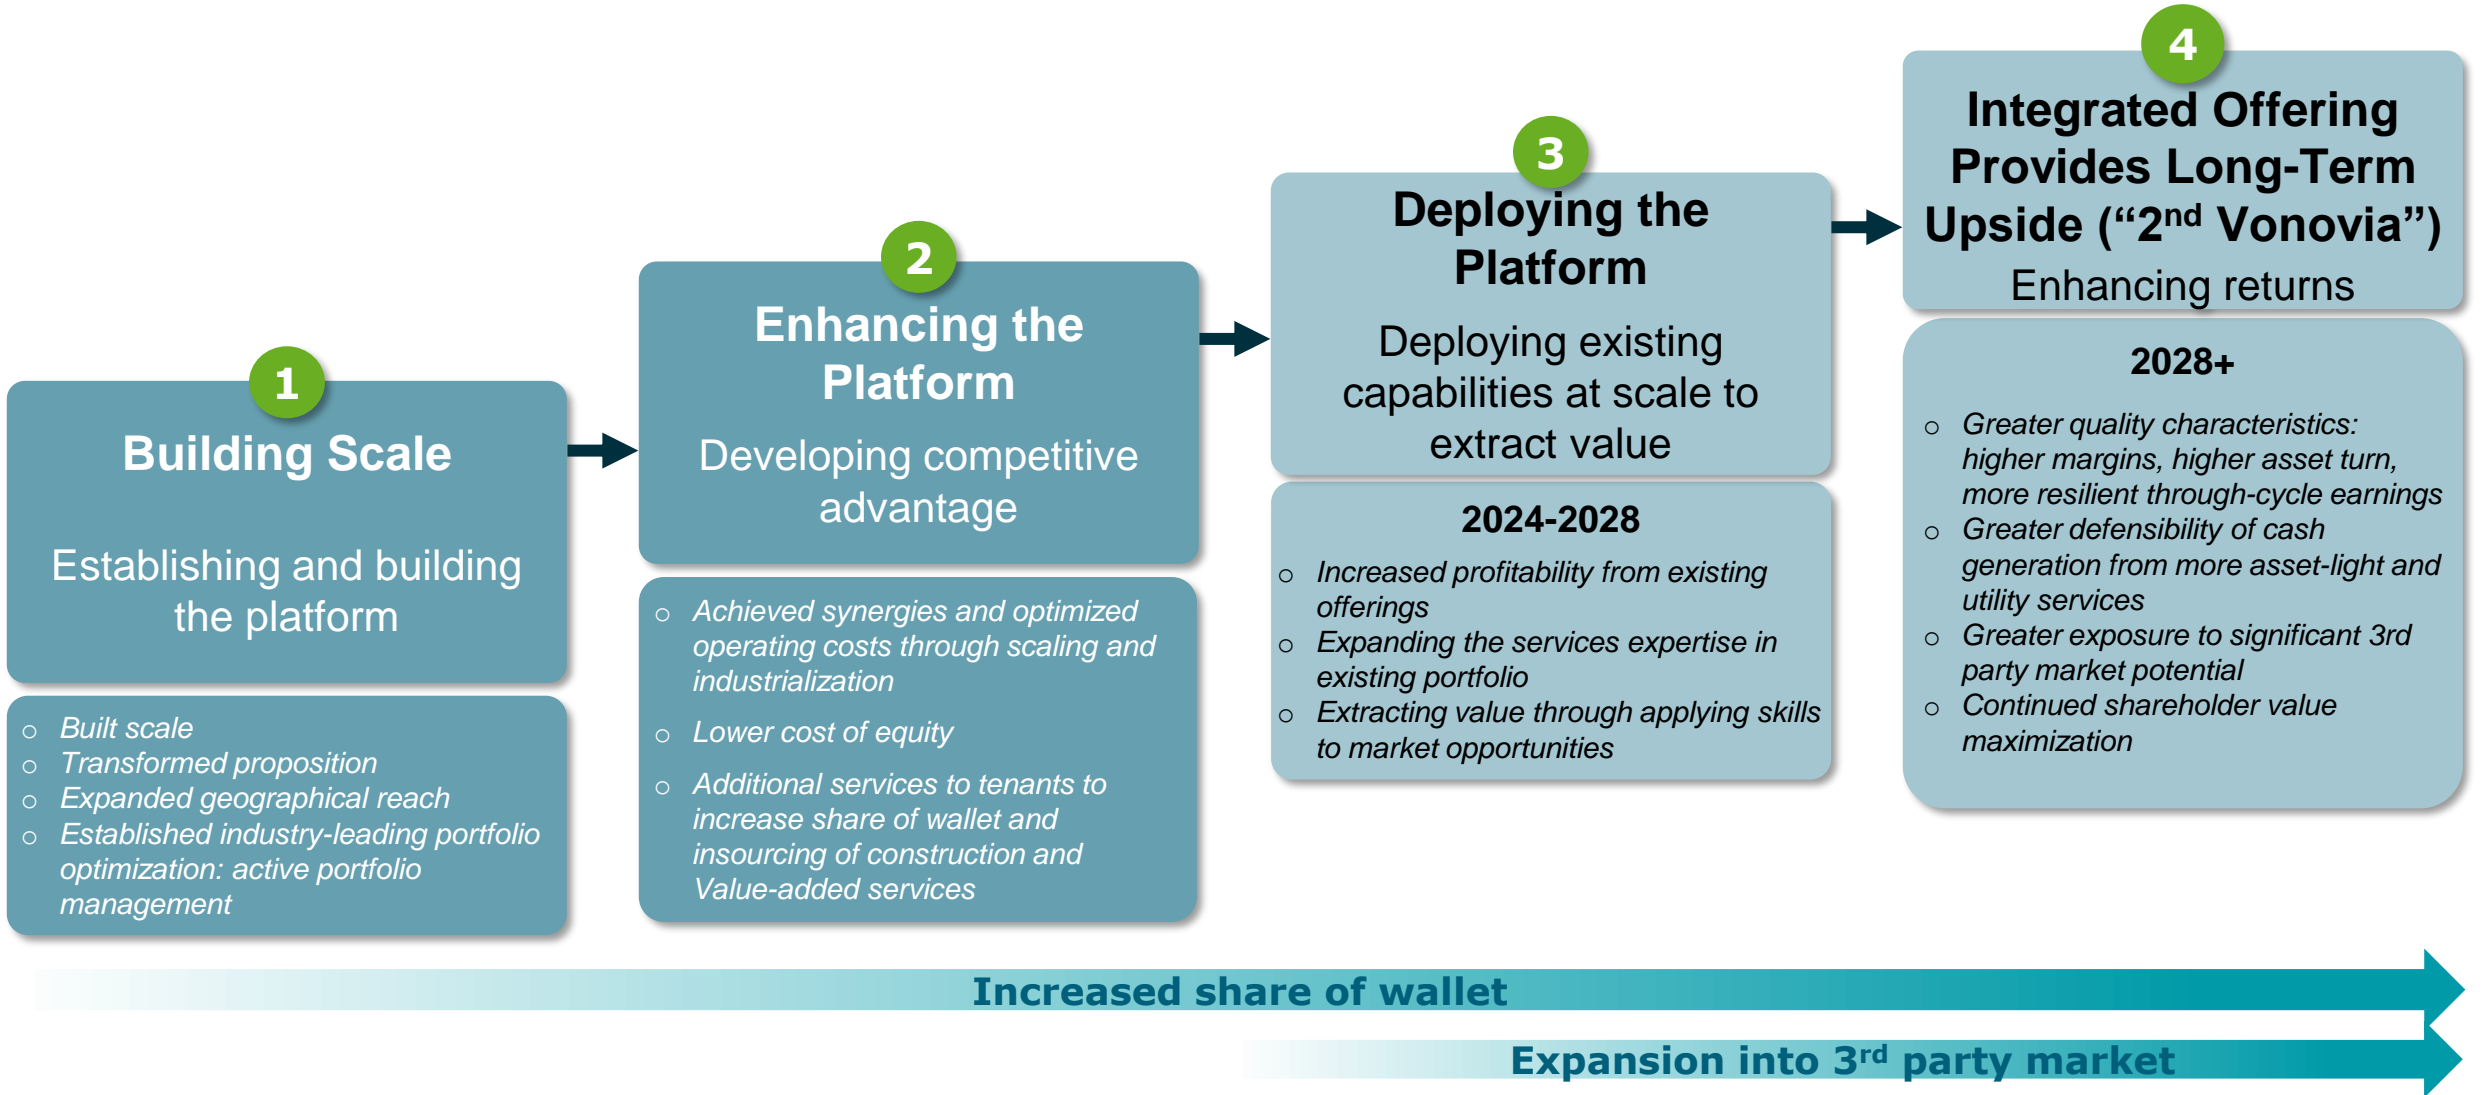 1
Building Scale
Establishing and building
the platform
o Built scale
o Transformed proposition
o Expanded geographical reach
o Established industry-leading portfolio
optimization: active portfolio
management
2
Enhancing the
Platform
Developing competitive
advantage
o Achieved synergies and optimized
operating costs through scaling and
industrialization
o Lower cost of equity
o Additional services to tenants to
increase share of wallet and
insourcing of construction and
Value-added services
3
Deploying the
Platform
Deploying existing
capabilities at scale to
extract value
2024-2028
o Increased profitability from existing
offerings
o Expanding the services expertise in
existing portfolio
o Extracting value through applying skills
to market opportunities
4
Integrated Offering
Provides Long-Term
Upside (“2nd Vonovia”)
Enhancing returns
2028+
o Greater quality characteristics:
higher margins, higher asset turn,
more resilient through-cycle earnings
o Greater defensibility of cash
generation from more asset-light and
utility services
o Greater exposure to significant 3rd
party market potential
o Continued shareholder value
maximization
Increased share of wallet
Expansion into 3rd party market